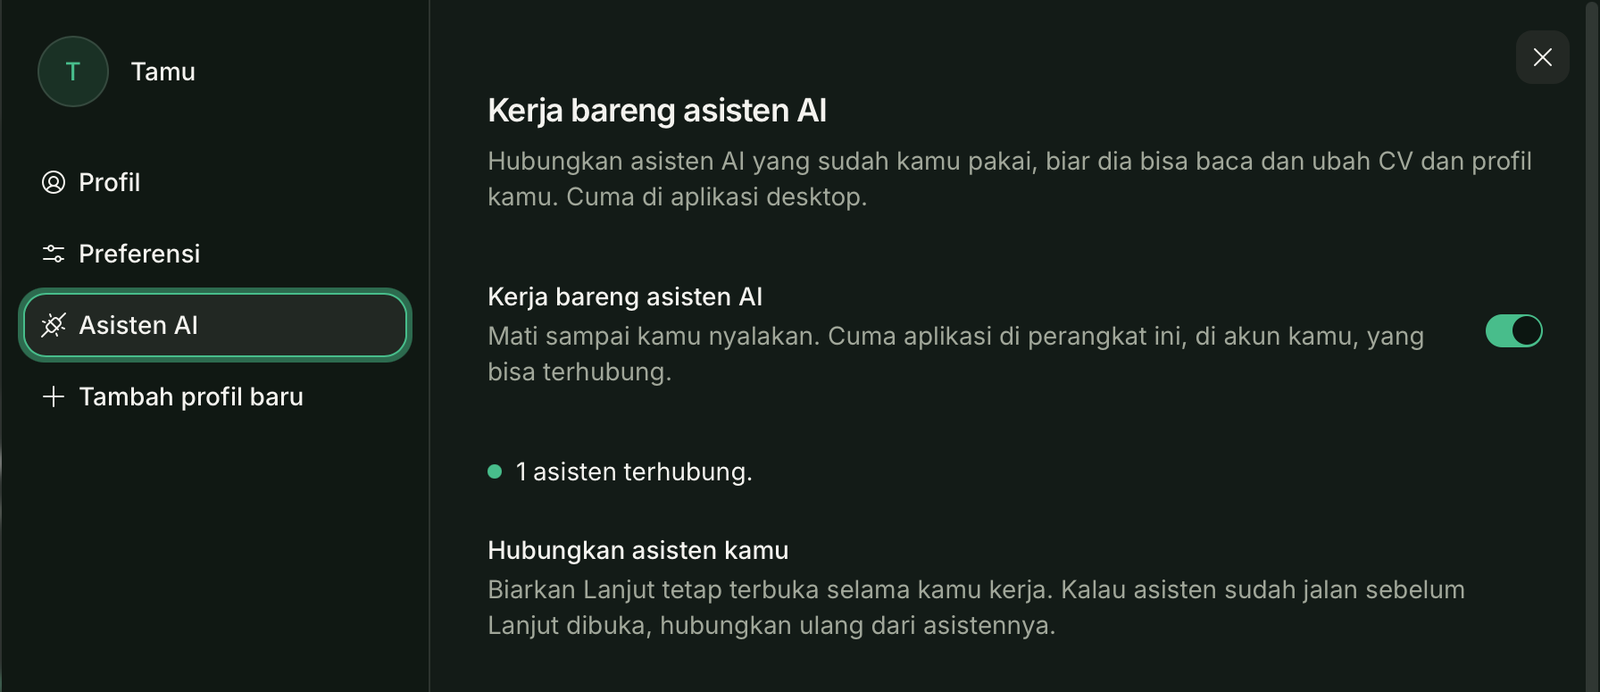 T
Tamu
Profil
Preferensi
Asisten AI
Tambah profil baru
Kerja bareng asisten AI
Hubungkan asisten AI yang sudah kamu pakai, biar dia bisa baca dan ubah CV dan profil
kamu. Cuma di aplikasi desktop.
Kerja bareng asisten AI
Mati sampai kamu nyalakan. Cuma aplikasi di perangkat ini, di akun kamu, yang
bisa terhubung.
1 asisten terhubung.
Hubungkan asisten kamu
Biarkan Lanjut tetap terbuka selama kamu kerja. Kalau asisten sudah jalan sebelum
Lanjut dibuka, hubungkan ulang dari asistennya.